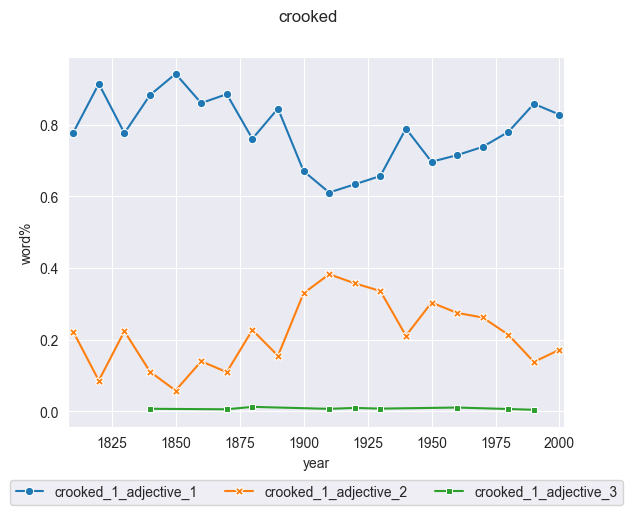 crooked
0.8
0.6
0.4
0.2
0.0
word%
1825 1850 1875 1900 1925 1950 1975 2000
year
crooked_1_adjective_1 crooked_1_adjective_2 crooked_1_adjective_3